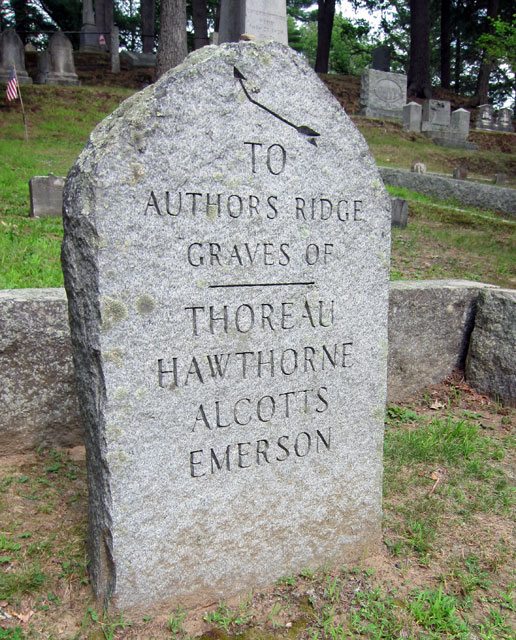 TO
AUTHORS RIDGE
GRAVES OF
THOREAU
HAWTHORNE
ALCOTTS
EMERSON